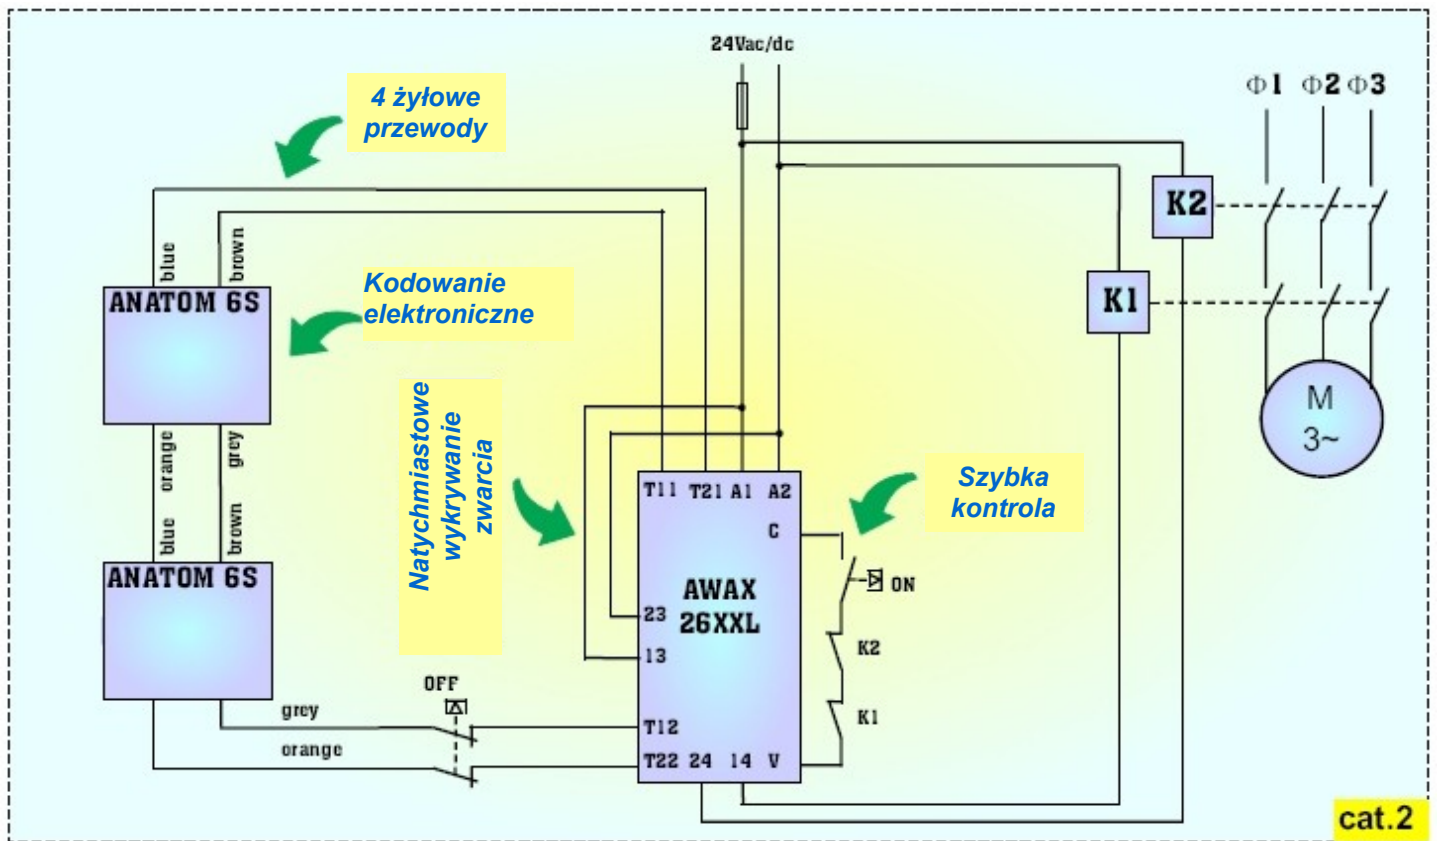 24Vac/dc
4 żyłowe
przewody
Φ1 Φ2 Φ3
K2
blue
brown
ANATOM 6S
Kodowanie
elektroniczne
K1
M
3~
orange
grey
Natychmiastowe
wykrywanie
zwarcia
Szybka
kontrola
T11 T21 A1 A2
C
blue
brown
ANATOM 6S
AWAX
26XXL
ON
23
13
K2
K1
OFF
grey
orange
T12
T22 24 14 V
cat.2